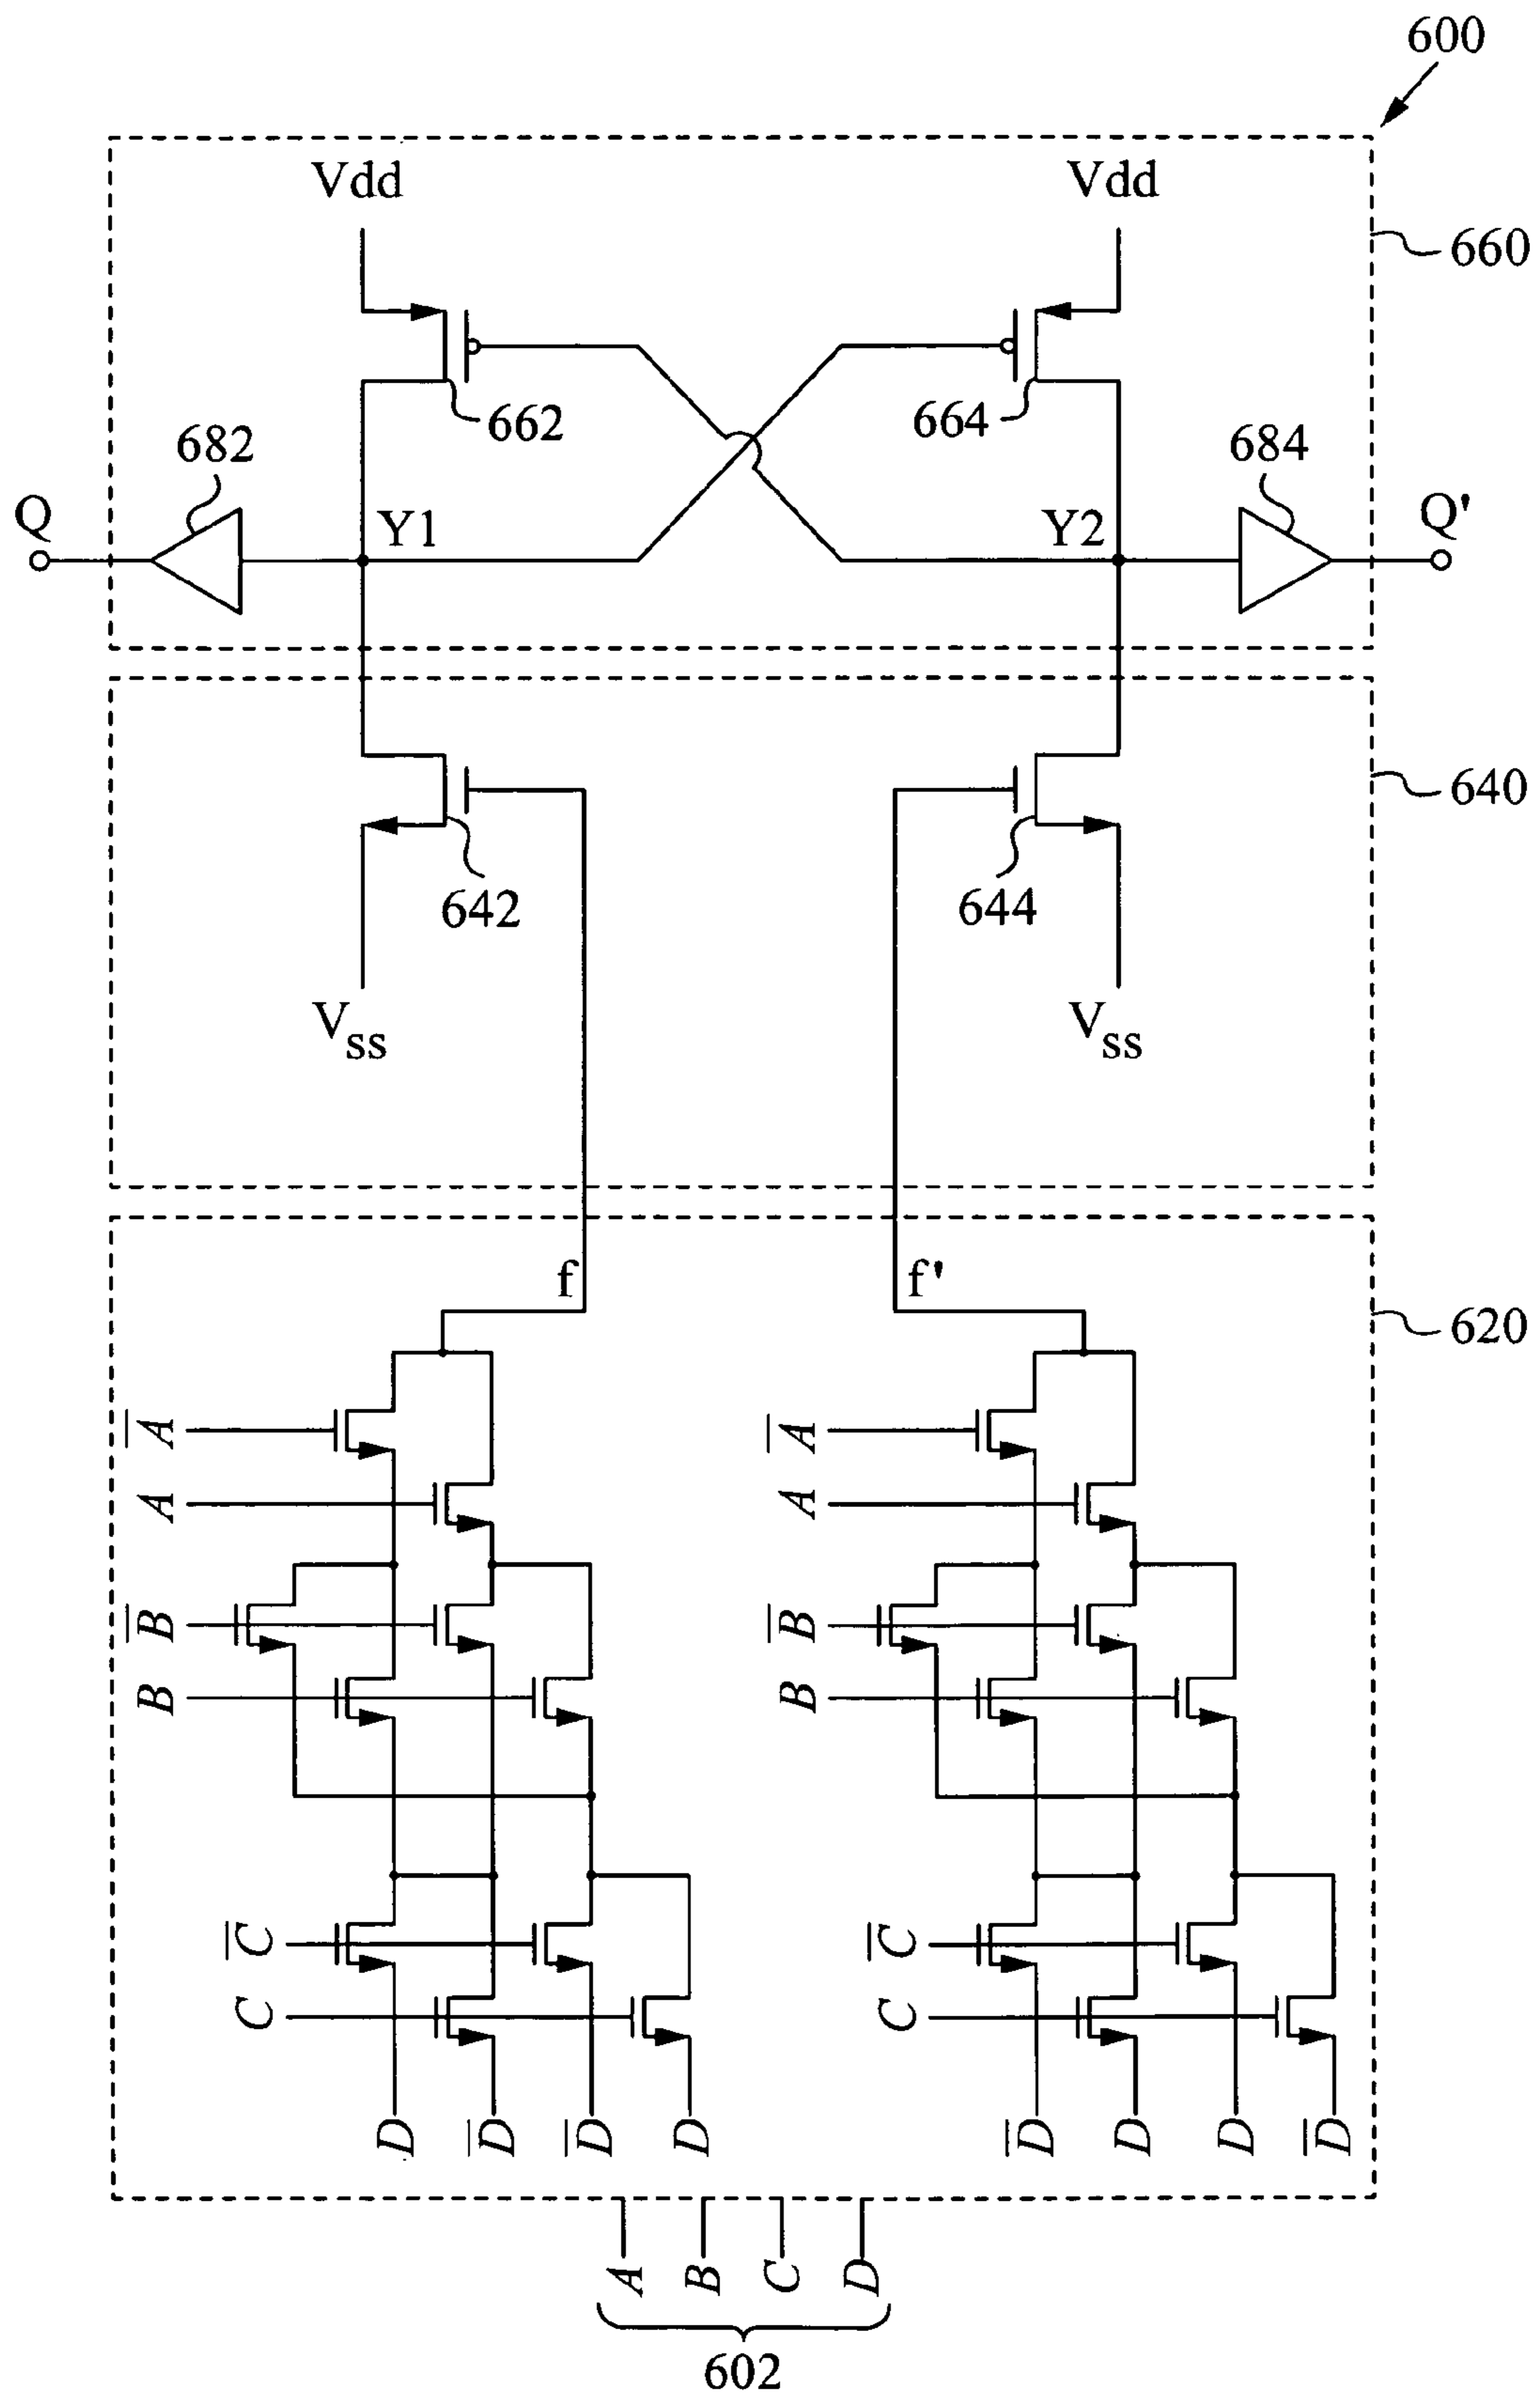 600
Vdd Vdd
660
662 664
682 684
Q Y1 Y2 Q'
640
642 644
Vss Vss
f f'
620
A̅ A̅
A A
B̅ B̅
B B
C̅ C̅
C C
D D̅ D̅ D D̅ D D D̅
A B C D
602